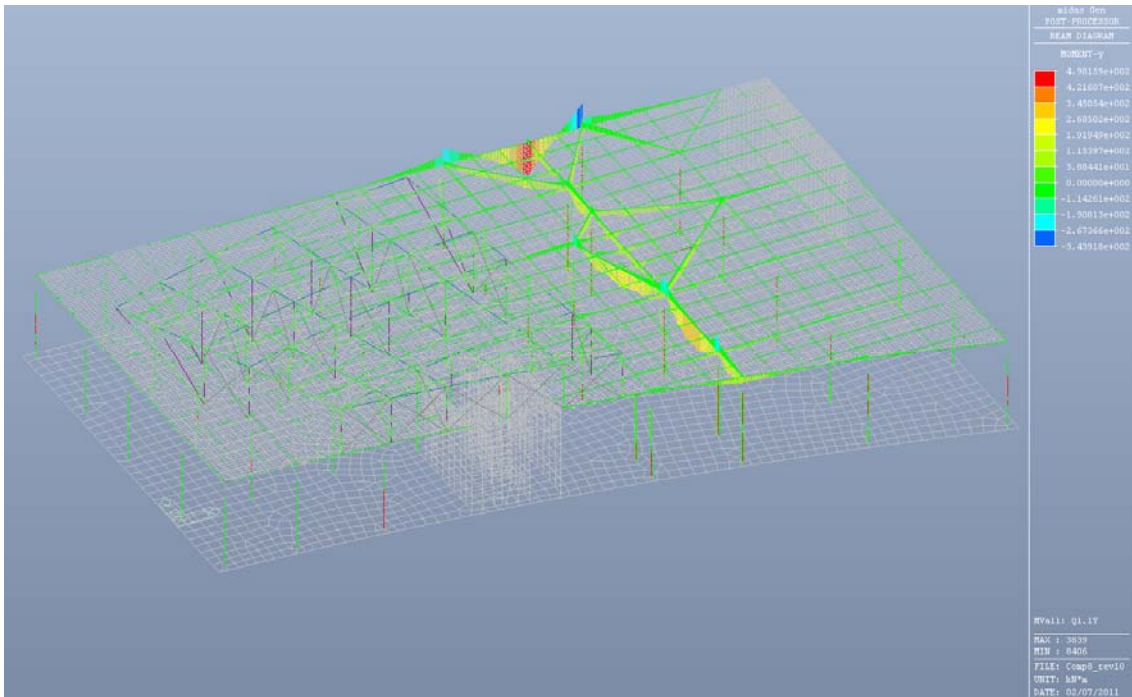 midas Gen
POST-PROCESSOR
BEAM DIAGRAM
MOMENT-y
4.98159e+002
4.21607e+002
3.45054e+002
2.68502e+002
1.91949e+002
1.15397e+002
3.88441e+001
0.00000e+000
-1.14261e+002
-1.90813e+002
-2.67366e+002
-3.43918e+002
MVall: Q1.1Y
MAX : 3839
MIN : 8406
FILE: Comp8_rev10
UNIT: kN*m
DATE: 02/07/2011